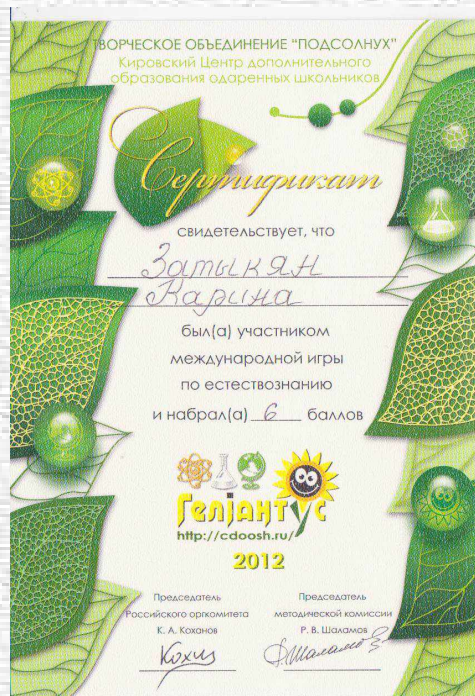 ТВОРЧЕСКОЕ ОБЪЕДИНЕНИЕ "ПОДСОЛНУХ"
Кировский Центр дополнительного
образования одаренных школьников
Сертификат
свидетельствует, что
Затыкян
Карина
был(а) участником
международной игры
по естествознанию
и набрал(а) 6 баллов
Гелiантус
http://cdoosh.ru/
2012
Председатель
Российского оргкомитета
К. А. Коханов
Председатель
методической комиссии
Р. В. Шаламов